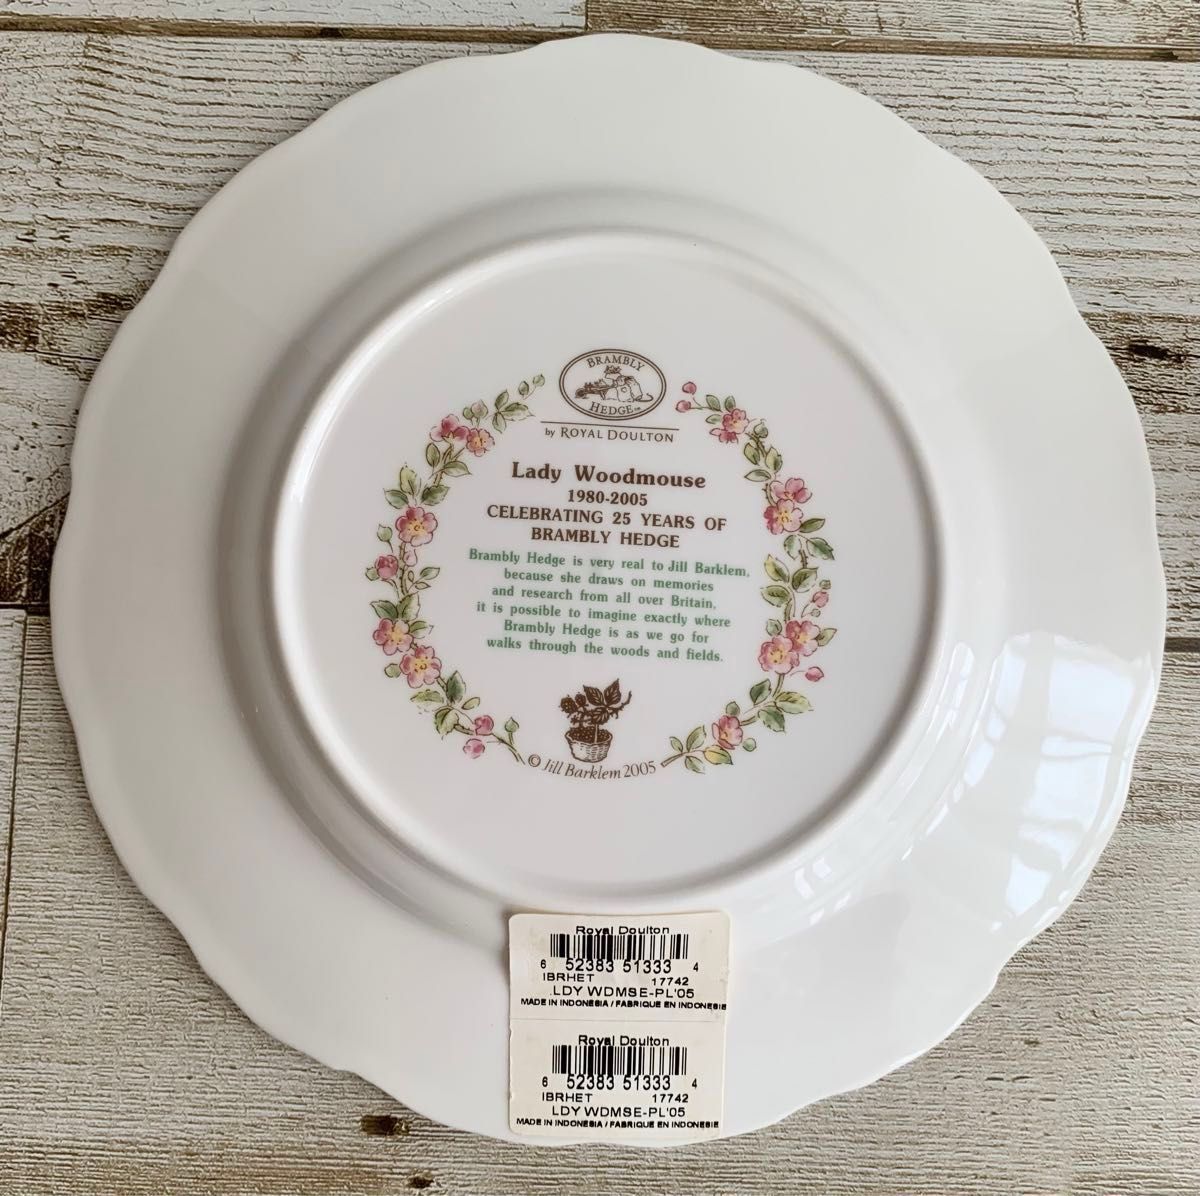 BRAMBLY
HEDGE™
by ROYAL DOULTON
Lady Woodmouse
1980-2005
CELEBRATING 25 YEARS OF
BRAMBLY HEDGE
Brambly Hedge is very real to Jill Barklem,
because she draws on memories
and research from all over Britain,
it is possible to imagine exactly where
Brambly Hedge is as we go for
walks through the woods and fields.
© Jill Barklem 2005
Royal Doulton
6 52383 51333 4
IBRHET 17742
LDY WDMSE-PL'05
MADE IN INDONESIA / FABRIQUE EN INDONESIE
Royal Doulton
6 52383 51333 4
IBRHET 17742
LDY WDMSE-PL'05
MADE IN INDONESIA / FABRIQUE EN INDONESIE